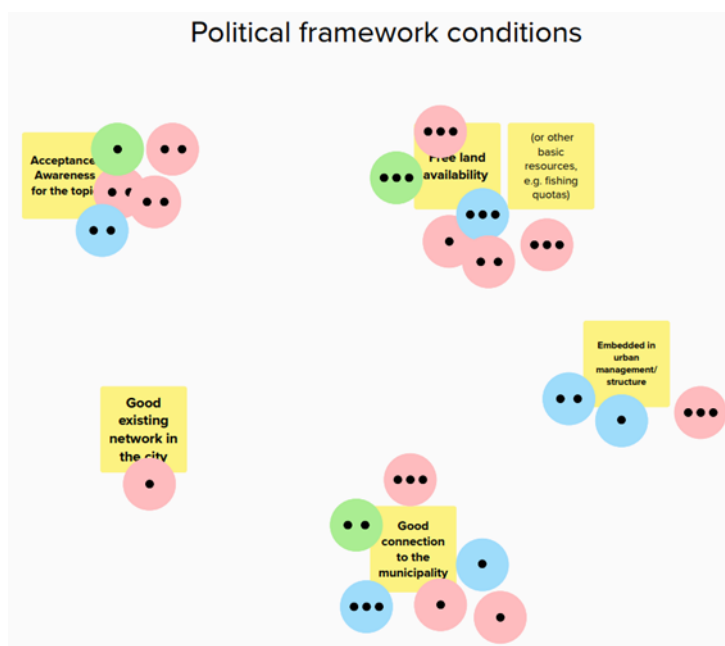 Political framework conditions
Acceptance
Awareness
for the topi
Free land
availability
(or other
basic
resources,
e.g. fishing
quotas)
Embedded in
urban
management/
structure
Good
existing
network in
the city
Good
connection
to the
municipality